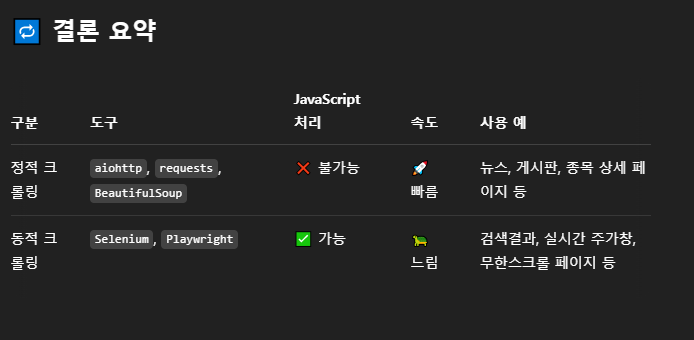 🔁 결론 요약
JavaScript
구분 도구 처리 속도 사용 예
정적 크 aiohttp, requests, ❌ 불가능 🚀 뉴스, 게시판, 종목 상세 페
롤링 BeautifulSoup 빠름 이지 등
동적 크 Selenium, Playwright ✅ 가능 🐢 검색결과, 실시간 주가창,
롤링 느림 무한스크롤 페이지 등